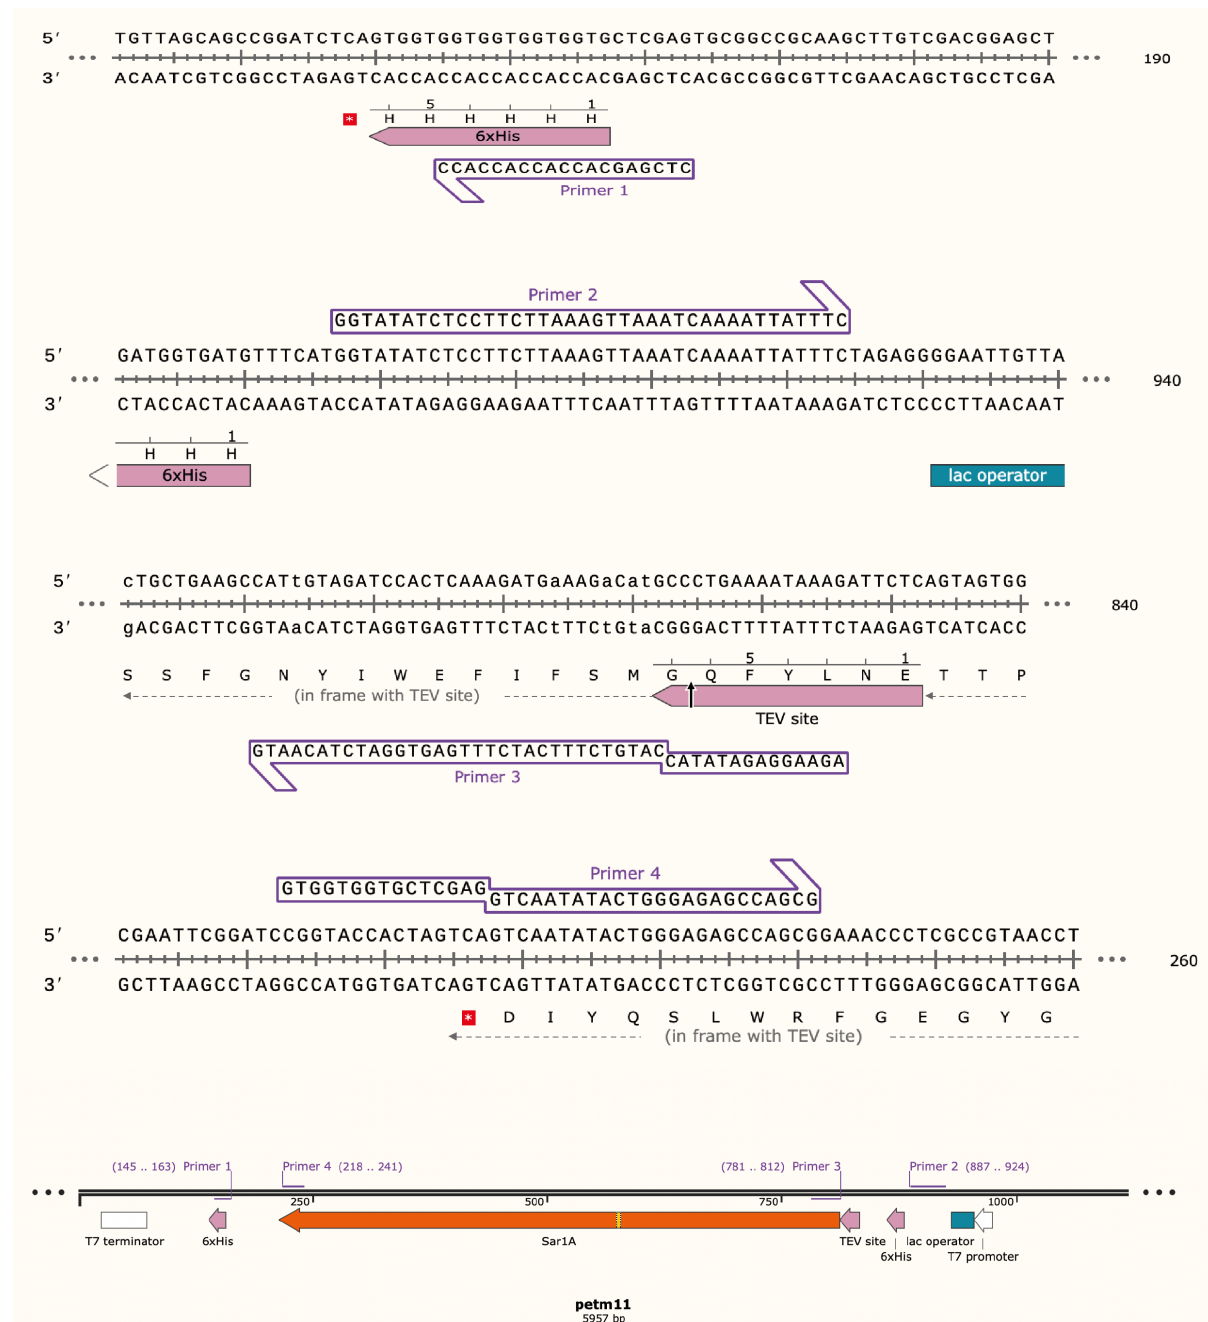 5′ TGTTAGCAGCCGGATCTCAGTGGTGGTGGTGGTGGTGCTCGAGTGCGGCCGCAAGCTTGTCGACGGAGCT
••• ••• 190
3′ ACAATCGTCGGCCTAGAGTCACCACCACCACCACCACGAGCTCACGCCGGCGTTCGAACAGCTGCCTCGA
5 1
* H H H H H H
6xHis
CCACCACCACCACGAGCTC
Primer 1
Primer 2
GGTATATCTCCTTCTTAAAGTTAAATCAAAATTATTTC
5′ GATGGTGATGTTTCATGGTATATCTCCTTCTTAAAGTTAAATCAAAATTATTTCTAGAGGGGAATTGTTA
••• ••• 940
3′ CTACCACTACAAAGTACCATATAGAGGAAGAATTTCAATTTAGTTTTAATAAAGATCTCCCCTTAACAAT
1
H H H
6xHis lac operator
5′ cTGCTGAAGCCATtGTAGATCCACTCAAAGATGaAAGaCatGCCCTGAAAATAAAGATTCTCAGTAGTGG
••• ••• 840
3′ gACGACTTCGGTAaCATCTAGGTGAGTTTCTACtTTCtGtaCGGGACTTTTATTTCTAAGAGTCATCACC
5 1
S S F G N Y I W E F I F S M G Q F Y L N E T T P
(in frame with TEV site)
TEV site
GTAACATCTAGGTGAGTTTCTACTTTCTGTAC
CATATAGAGGAAGA
Primer 3
Primer 4
GTGGTGGTGCTCGAG
GTCAATATACTGGGAGAGCCAGCG
5′ CGAATTCGGATCCGGTACCACTAGTCAGTCAATATACTGGGAGAGCCAGCGGAAACCCTCGCCGTAACCT
••• ••• 260
3′ GCTTAAGCCTAGGCCATGGTGATCAGTCAGTTATATGACCCTCTCGGTCGCCTTTGGGAGCGGCATTGGA
* D I Y Q S L W R F G E G Y G
(in frame with TEV site)
(145 .. 163) Primer 1 Primer 4 (218 .. 241) (781 .. 812) Primer 3 Primer 2 (887 .. 924)
••• •••
250 500 750 1000
T7 terminator 6xHis Sar1A TEV site lac operator
6xHis T7 promoter
petm11
5957 bp